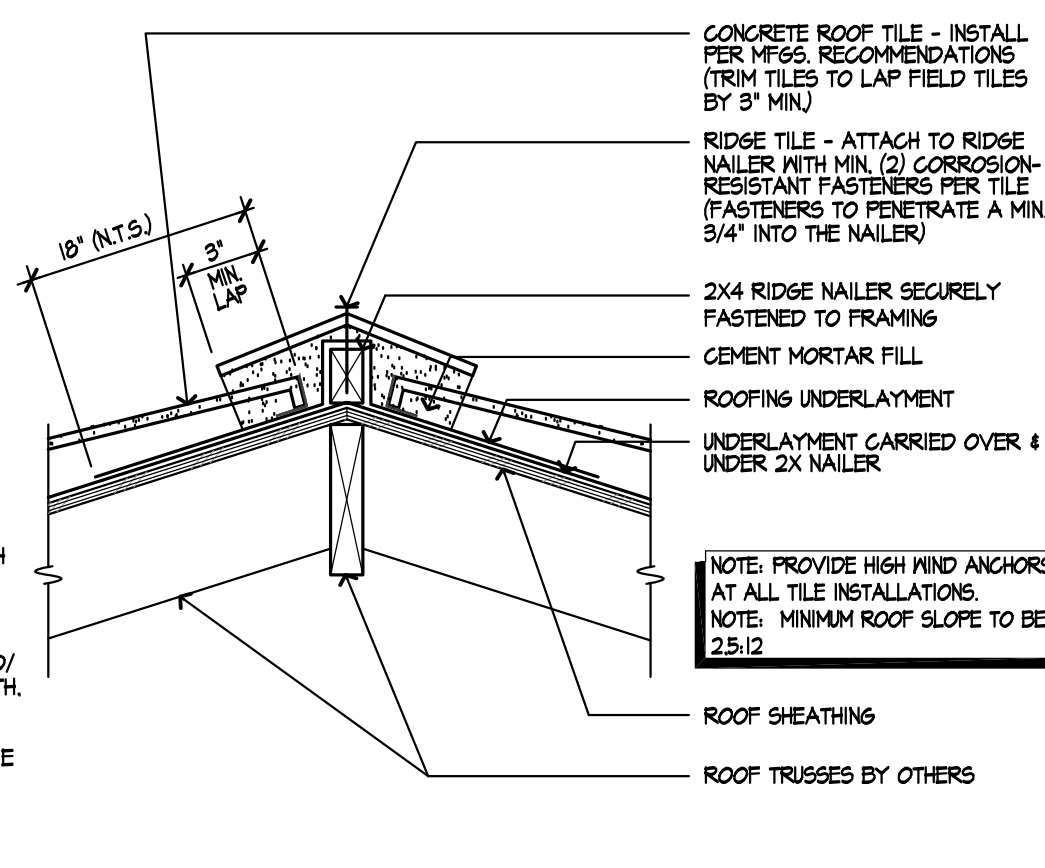 CONCRETE ROOF TILE - INSTALL
PER MFGS. RECOMMENDATIONS
(TRIM TILES TO LAP FIELD TILES
BY 3" MIN.)
RIDGE TILE - ATTACH TO RIDGE
NAILER WITH MIN. (2) CORROSION-
RESISTANT FASTENERS PER TILE
(FASTENERS TO PENETRATE A MIN.
3/4" INTO THE NAILER)
18" (N.T.S.)
3"
MIN.
LAP
2X4 RIDGE NAILER SECURELY
FASTENED TO FRAMING
CEMENT MORTAR FILL
ROOFING UNDERLAYMENT
UNDERLAYMENT CARRIED OVER &
UNDER 2X NAILER
NOTE: PROVIDE HIGH WIND ANCHORS
AT ALL TILE INSTALLATIONS.
NOTE: MINIMUM ROOF SLOPE TO BE
2.5:12
ROOF SHEATHING
ROOF TRUSSES BY OTHERS